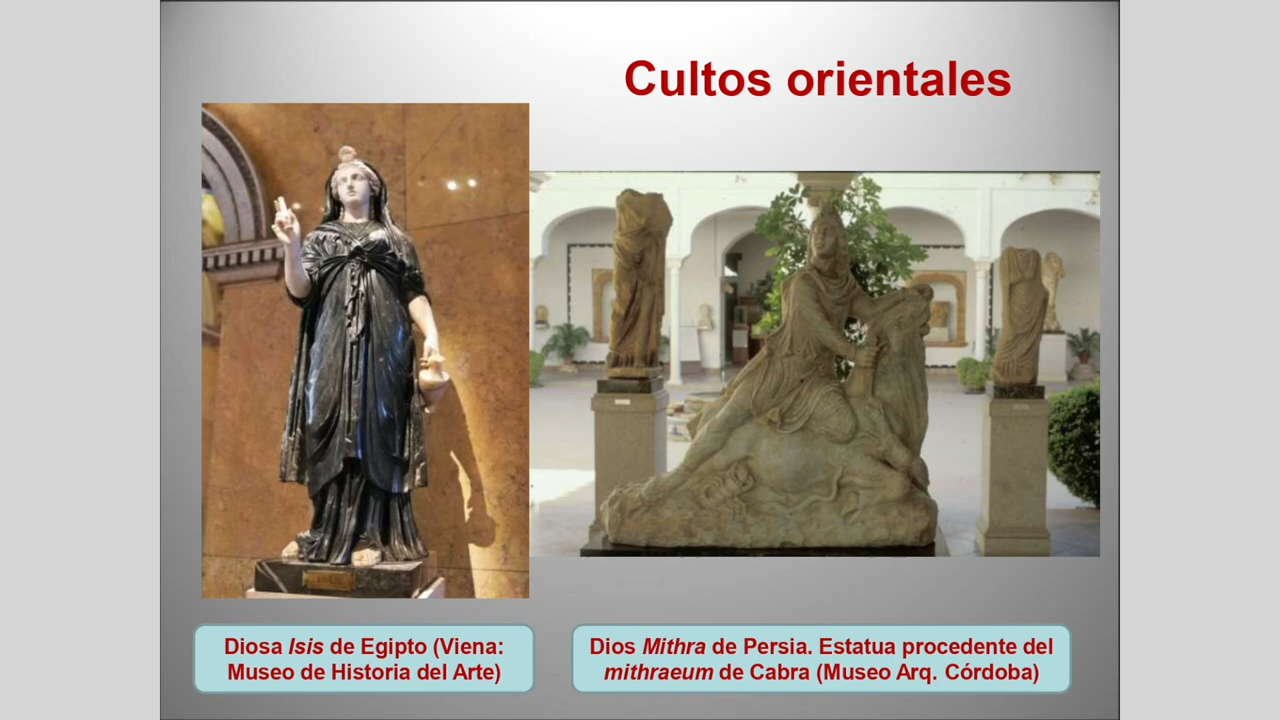 Cultos orientales
Diosa Isis de Egipto (Viena:
Museo de Historia del Arte)
Dios Mithra de Persia. Estatua procedente del
mithraeum de Cabra (Museo Arq. Córdoba)